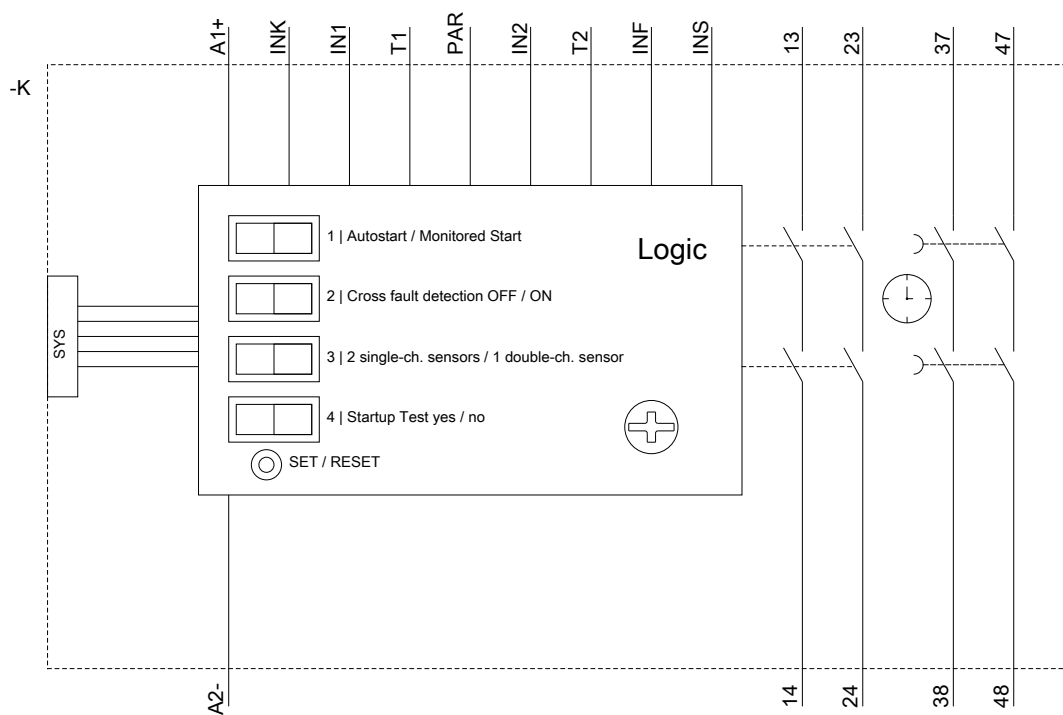 A1+ INK IN1 T1 PAR IN2 T2 INF INS 13 23 37 47
-K
1 | Autostart / Monitored Start
Logic
2 | Cross fault detection OFF / ON
SYS
3 | 2 single-ch. sensors / 1 double-ch. sensor
4 | Startup Test yes / no
SET / RESET
A2- 14 24 38 48